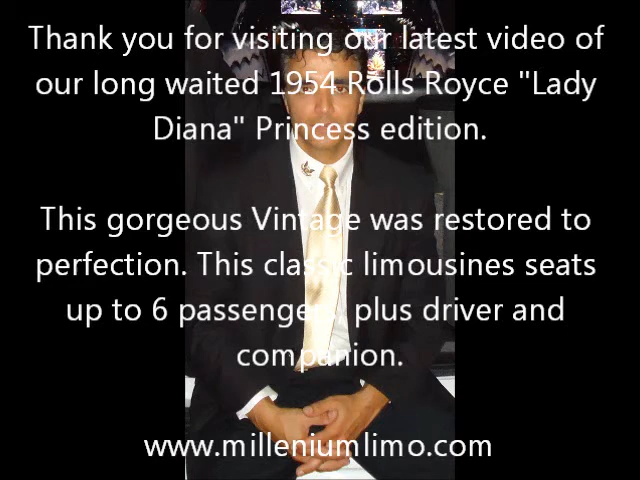 Thank you for visiting our latest video of
our long waited 1954 Rolls Royce "Lady
Diana" Princess edition.
This gorgeous Vintage was restored to
perfection. This classic limousines seats
up to 6 passengers, plus driver and
companion.
www.milleniumlimo.com